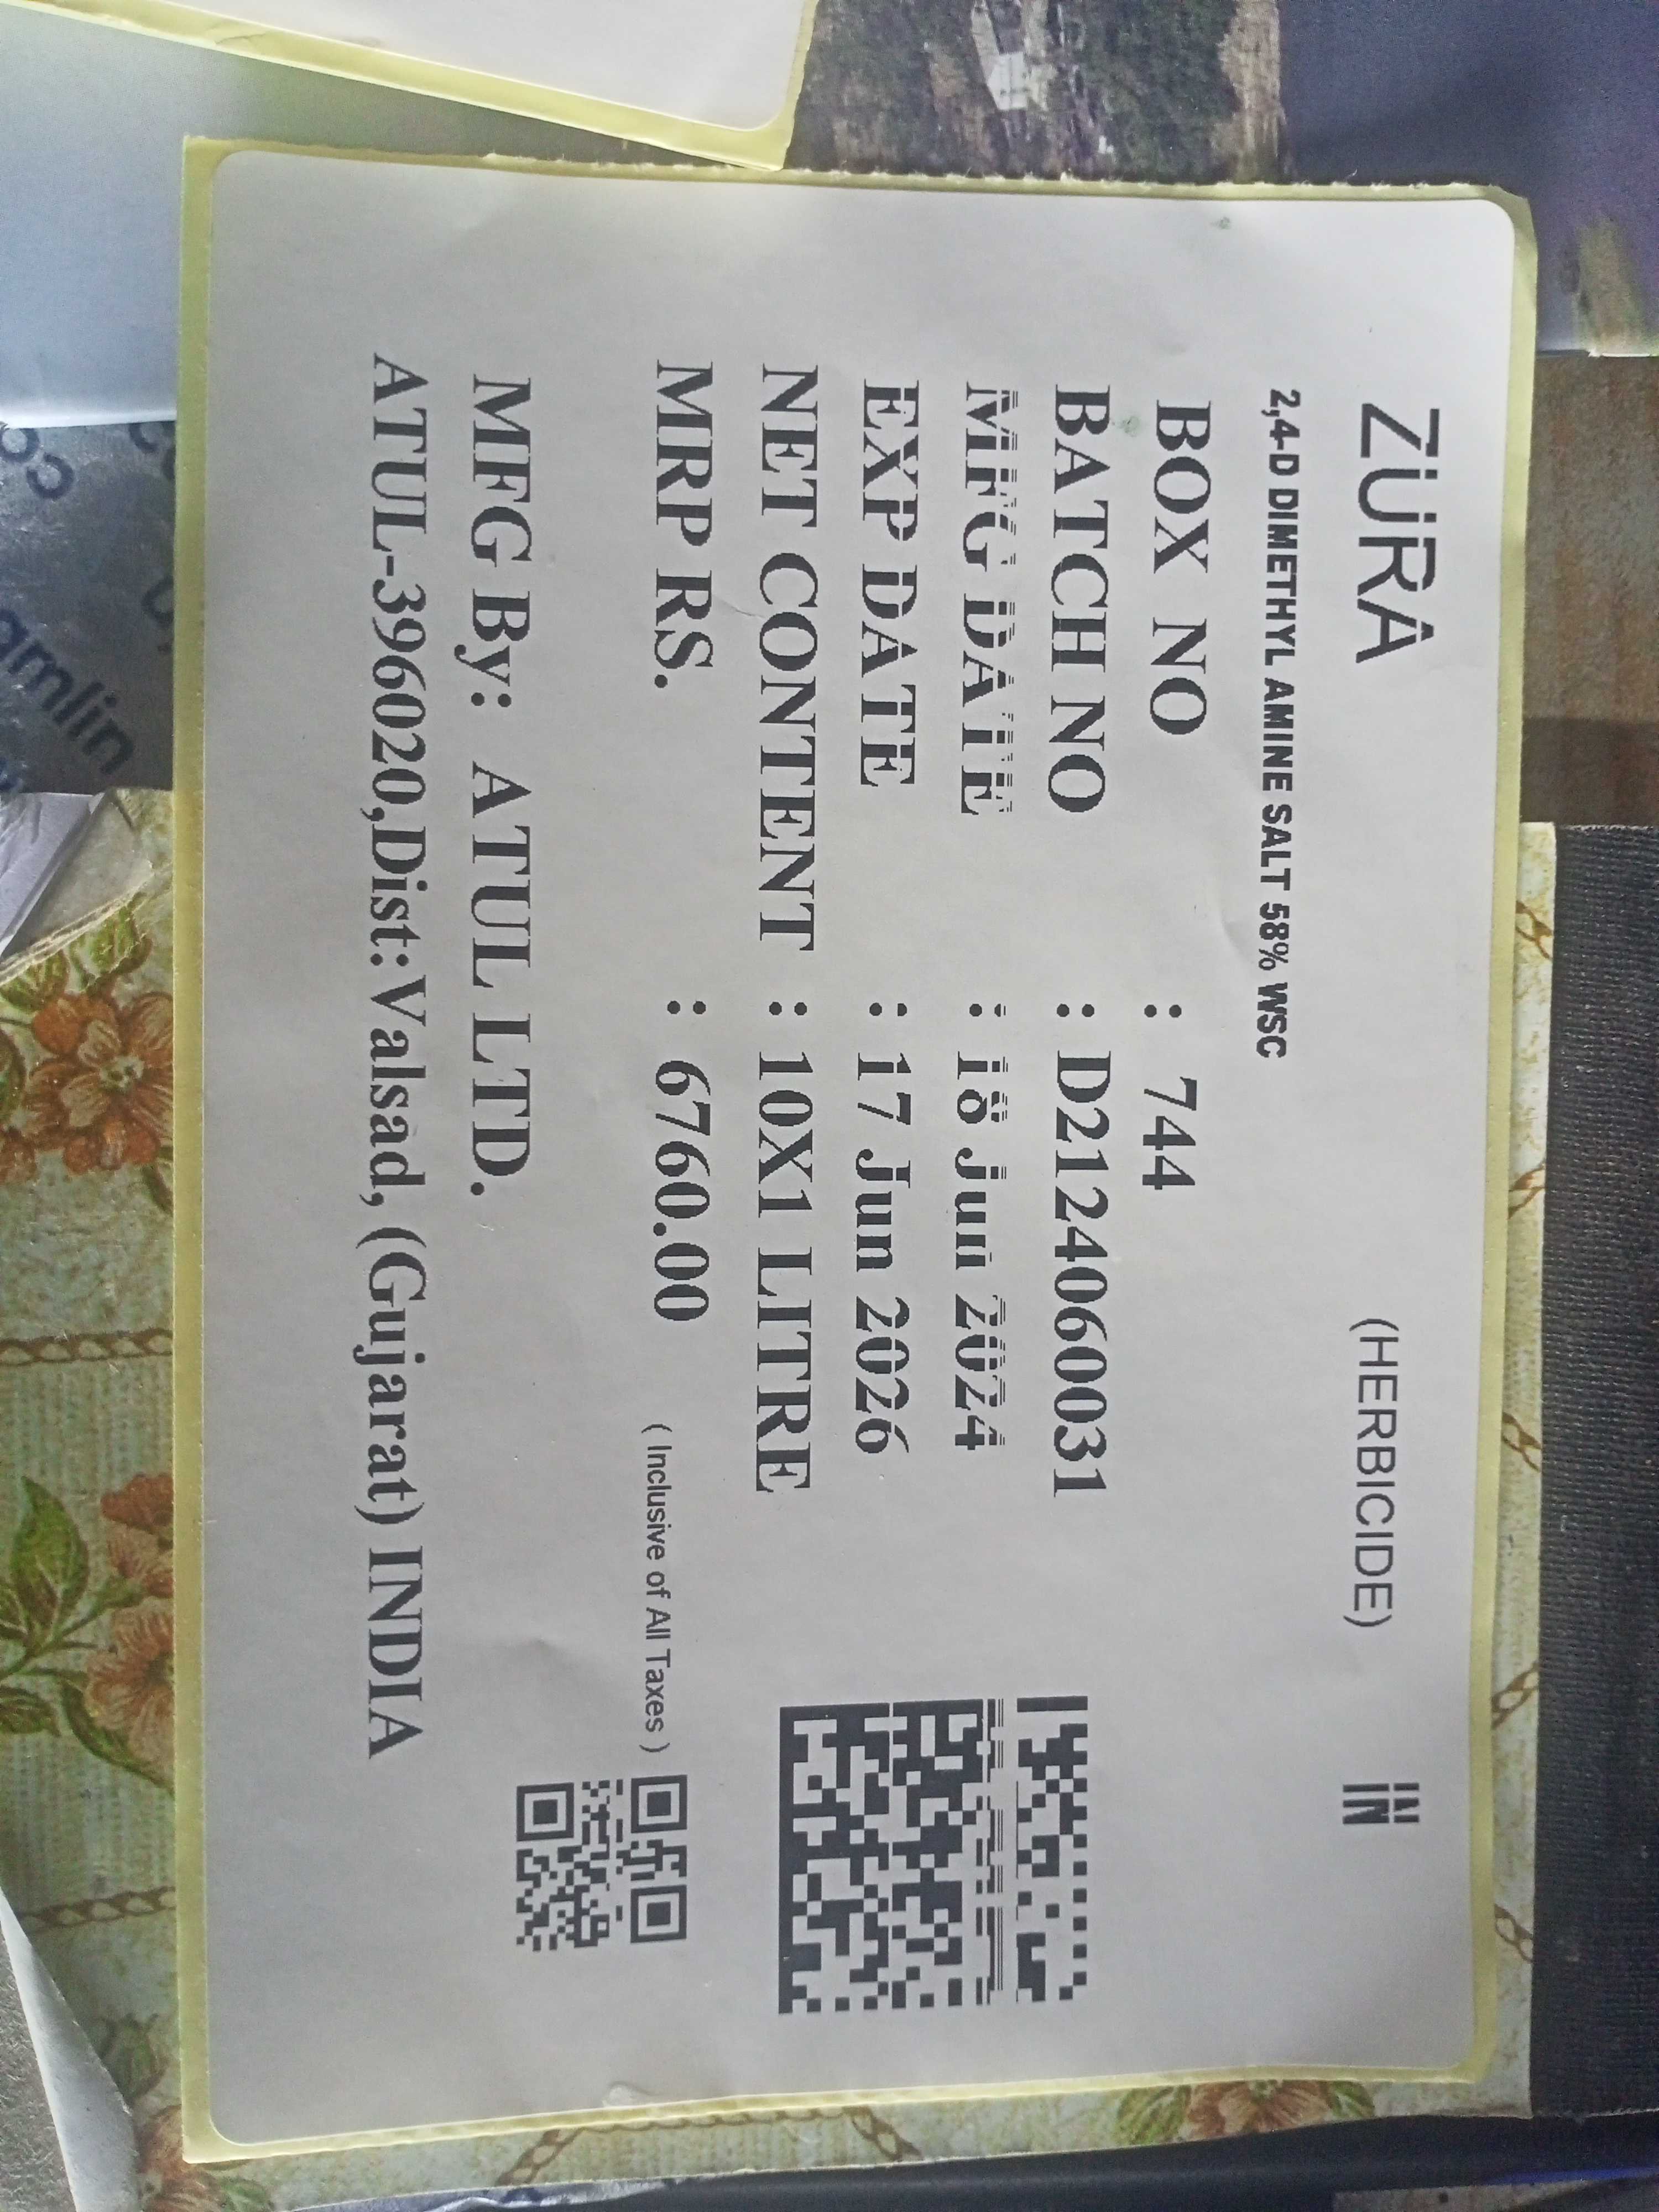 ZURA (HERBICIDE) IN
2,4-D DIMETHYL AMINE SALT 58% WSC
BOX NO : 744
BATCH NO : D2124060031
MFG DATE : 18 Jun 2024
EXP DATE : 17 Jun 2026
NET CONTENT : 10X1 LITRE
MRP RS. : 6760.00 ( Inclusive of All Taxes )
MFG By: ATUL LTD.
ATUL-396020,Dist:Valsad, (Gujarat) INDIA
amlin